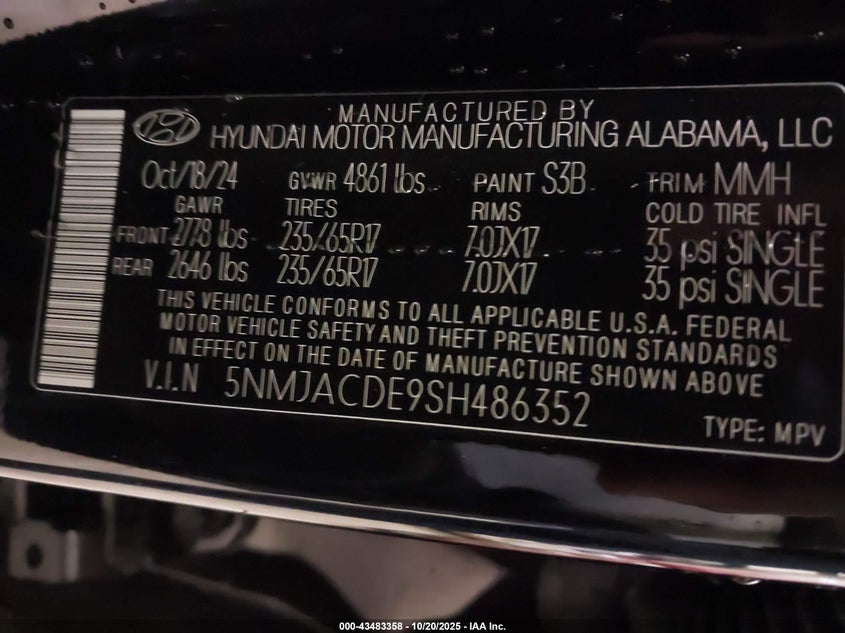 MANUFACTURED BY
HYUNDAI MOTOR MANUFACTURING ALABAMA, LLC
Oct/18/24 GVWR 4861 lbs PAINT S3B TRIM MMH
GAWR TIRES RIMS COLD TIRE INFL
FRONT 2778 lbs 235/65R17 7.0JX17 35 psi SINGLE
REAR 2646 lbs 235/65R17 7.0JX17 35 psi SINGLE
THIS VEHICLE CONFORMS TO ALL APPLICABLE U.S.A. FEDERAL
MOTOR VEHICLE SAFETY AND THEFT PREVENTION STANDARDS
IN EFFECT ON THE DATE OF MANUFACTURE SHOWN ABOVE
V.I.N 5NMJACDE9SH486352
TYPE: MPV
000-43483358 - 10/20/2025 - IAA Inc.